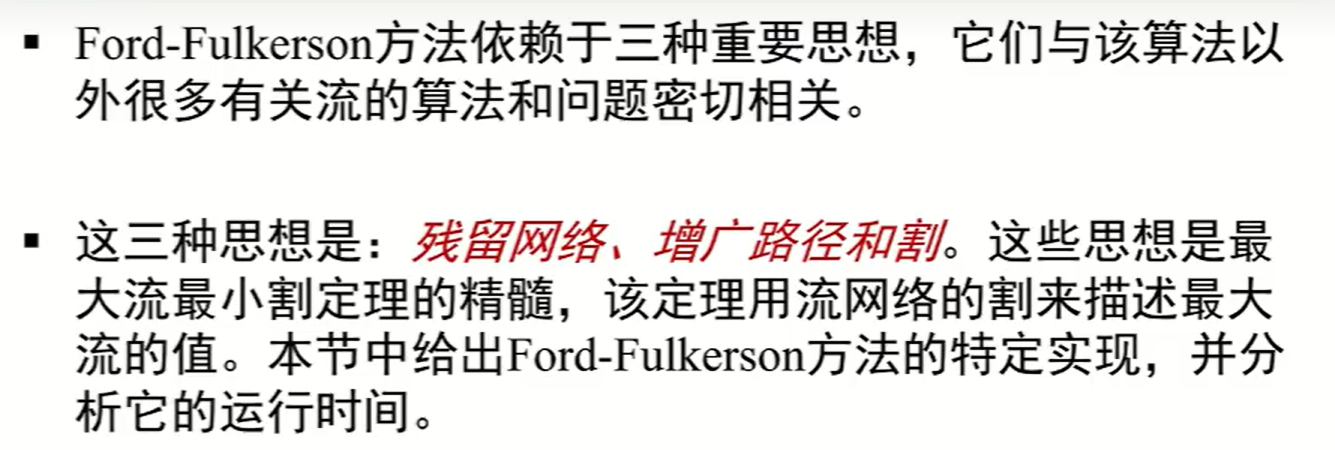 ▪ Ford-Fulkerson方法依赖于三种重要思想，它们与该算法以
外很多有关流的算法和问题密切相关。
▪ 这三种思想是：残留网络、增广路径和割。这些思想是最
大流最小割定理的精髓，该定理用流网络的割来描述最大
流的值。本节中给出Ford-Fulkerson方法的特定实现，并分
析它的运行时间。